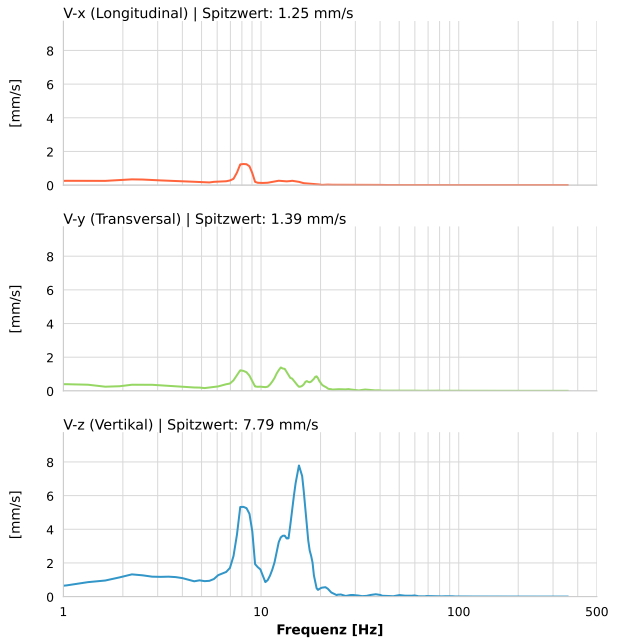 V-x (Longitudinal) | Spitzwert: 1.25 mm/s
8
6
4
2
0
[mm/s]
V-y (Transversal) | Spitzwert: 1.39 mm/s
8
6
4
2
0
[mm/s]
V-z (Vertikal) | Spitzwert: 7.79 mm/s
8
6
4
2
0
[mm/s]
1 10 100 500
Frequenz [Hz]